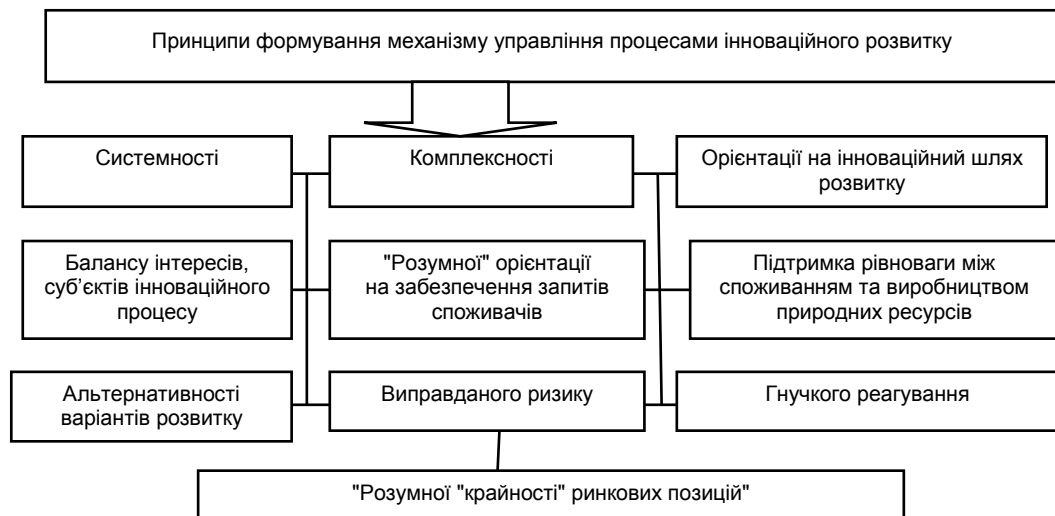 Принципи формування механізму управління процесами інноваційного розвитку
Системності
Комплексності
Орієнтації на інноваційний шлях
розвитку
Балансу інтересів,
суб’єктів інноваційного
процесу
"Розумної" орієнтації
на забезпечення запитів
споживачів
Підтримка рівноваги між
споживанням та виробництвом
природних ресурсів
Альтернативності
варіантів розвитку
Виправданого ризику
Гнучкого реагування
"Розумної "крайності" ринкових позицій"